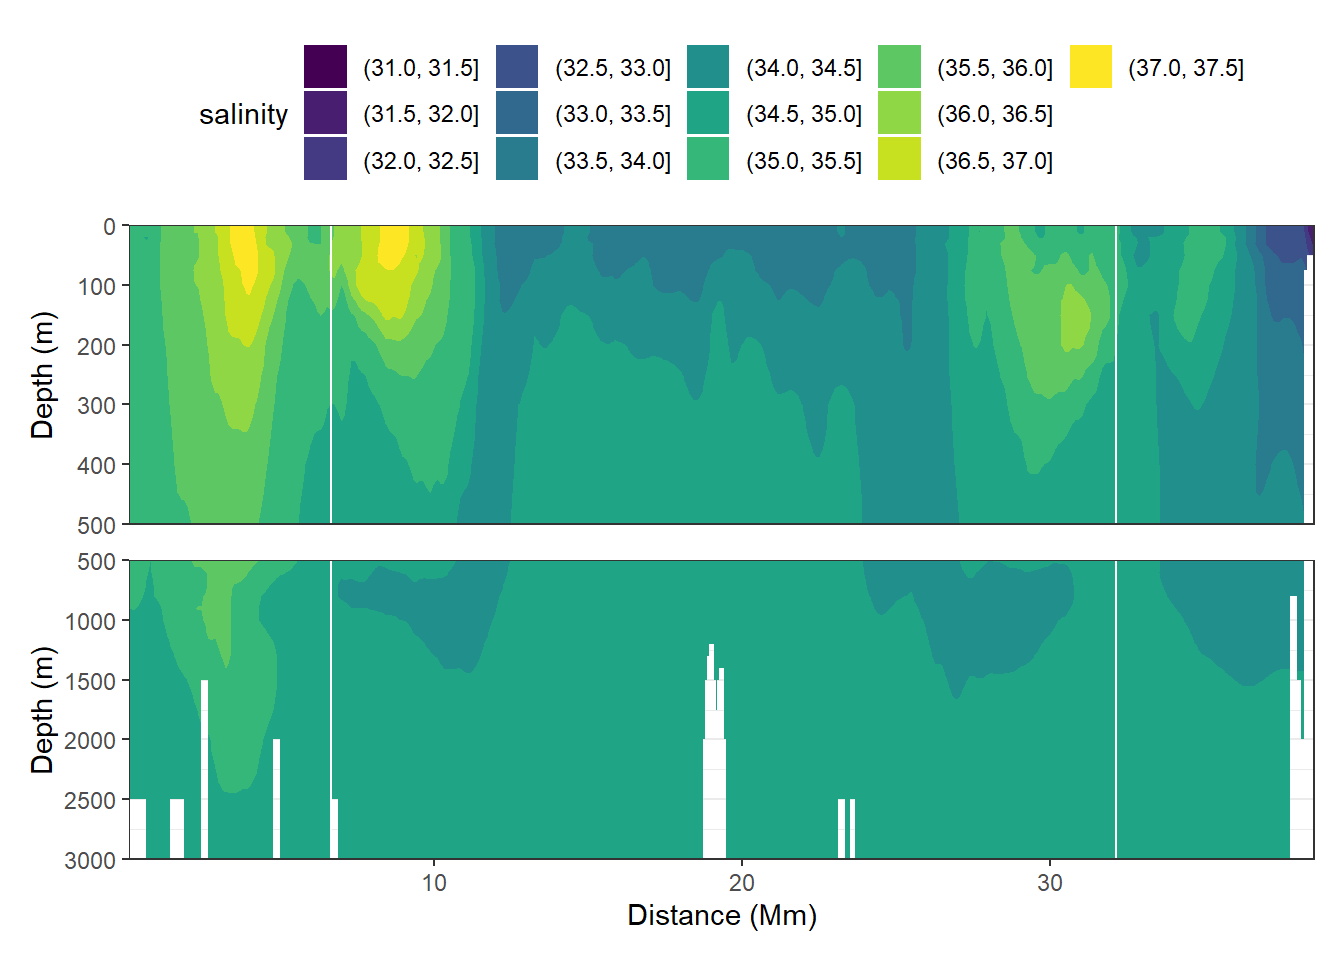 (31.0, 31.5] (32.5, 33.0] (34.0, 34.5] (35.5, 36.0] (37.0, 37.5]
salinity (31.5, 32.0] (33.0, 33.5] (34.5, 35.0] (36.0, 36.5]
(32.0, 32.5] (33.5, 34.0] (35.0, 35.5] (36.5, 37.0]
Depth (m)
0
100
200
300
400
500
Depth (m)
500
1000
1500
2000
2500
3000
10 20 30
Distance (Mm)